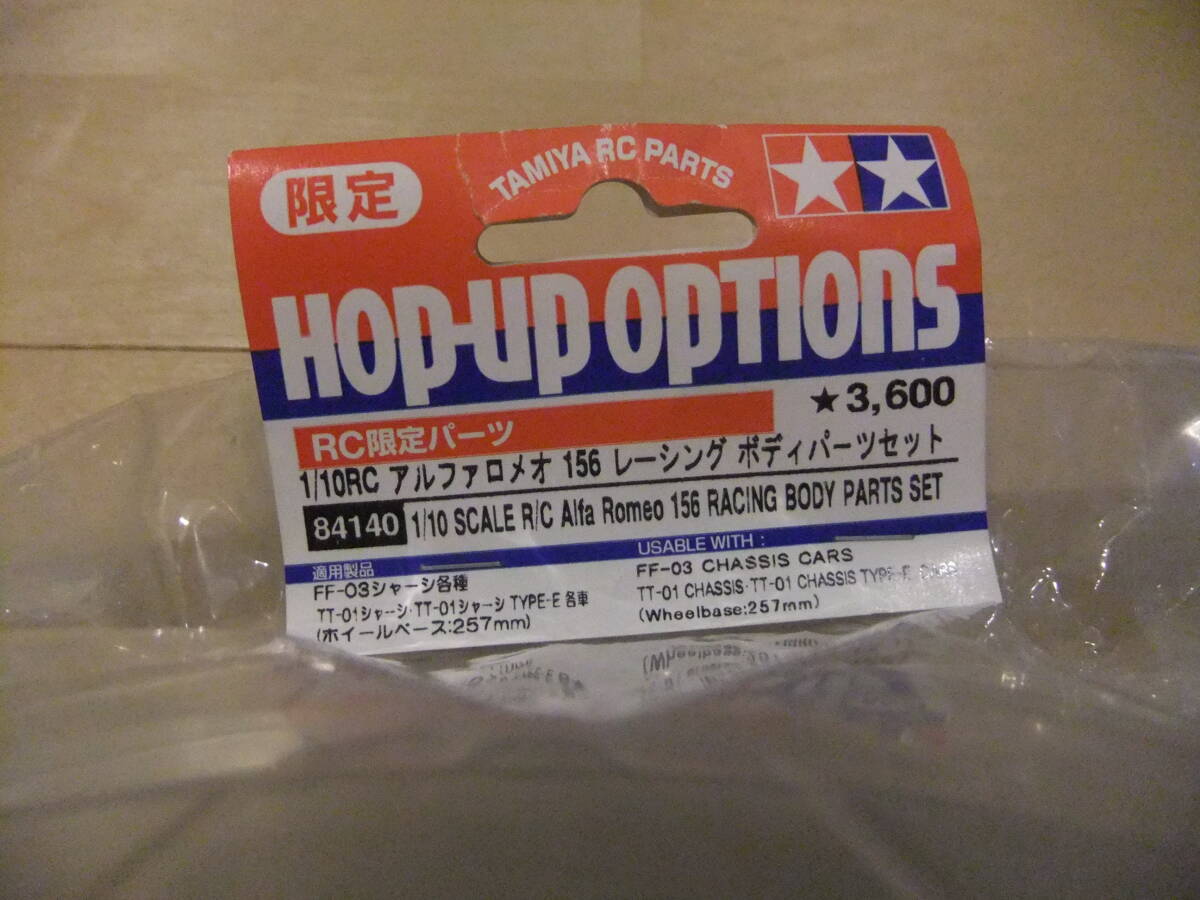 限定
TAMIYA RC PARTS
HOP-UP OPTIONS
★3,600
RC限定パーツ
1/10RC アルファロメオ 156 レーシング ボディパーツセット
84140 1/10 SCALE R/C Alfa Romeo 156 RACING BODY PARTS SET
適用製品
FF-03シャーシ各種
TT-01シャーシ・TT-01シャーシ TYPE-E 各車
(ホイールベース:257mm)
USABLE WITH :
FF-03 CHASSIS CARS
TT-01 CHASSIS・TT-01 CHASSIS TYPE-E CARS
(Wheelbase:257mm)